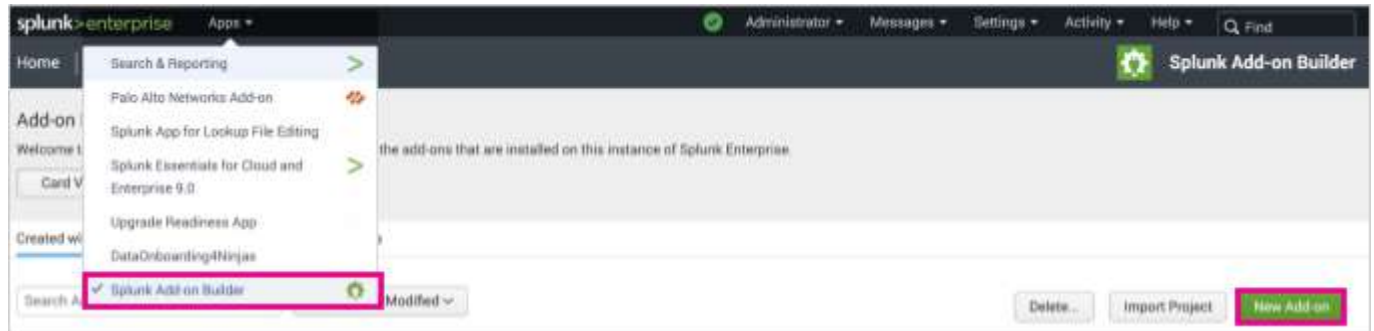 splunk>enterprise Apps Administrator Messages Settings Activity Help Find
Home Search & Reporting Splunk Add-on Builder
Palo Alto Networks Add-on
Add-on
Splunk App for Lookup File Editing
Welcome t the add-ons that are installed on this instance of Splunk Enterprise.
Splunk Essentials for Cloud and
Enterprise 9.0
Card V
Upgrade Readiness App
Created wi
DataOnboarding4Ninjas
Search A Splunk Add-on Builder Modified Delete... Import Project New Add-on